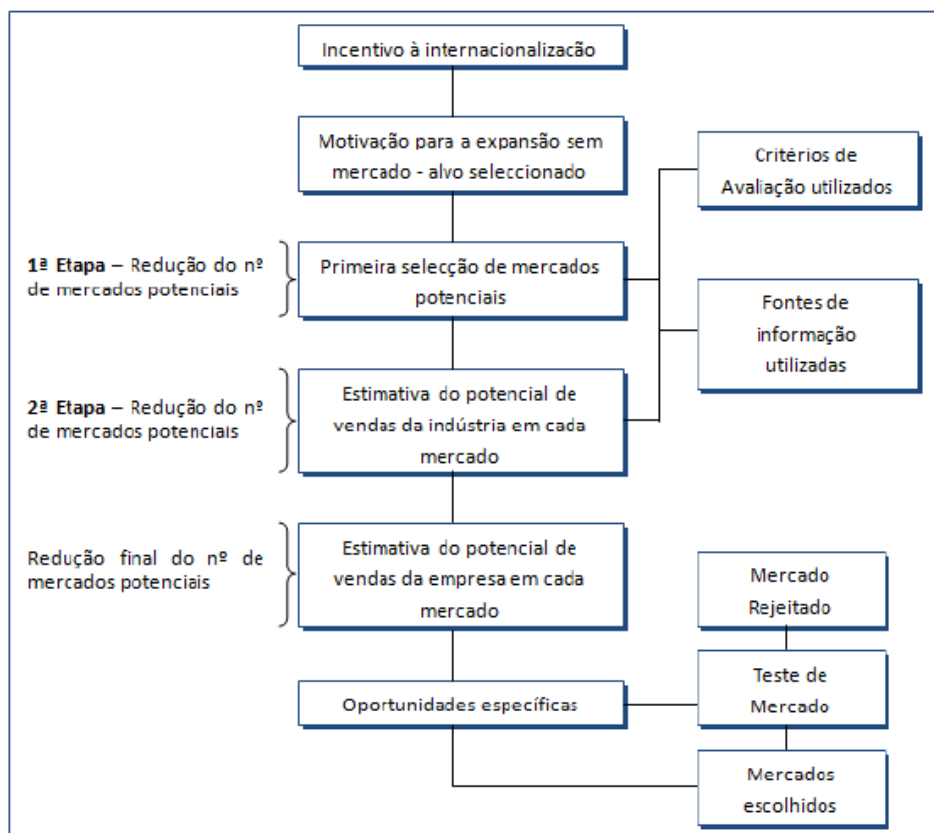 Incentivo à internacionalizacão
Motivação para a expansão sem
mercado - alvo seleccionado
Critérios de
Avaliação utilizados
1ª Etapa – Redução do nº
de mercados potenciais
Primeira selecção de mercados
potenciais
Fontes de
informação
utilizadas
2ª Etapa – Redução do nº
de mercados potenciais
Estimativa do potencial de
vendas da indústria em cada
mercado
Redução final do nº de
mercados potenciais
Estimativa do potencial de
vendas da empresa em cada
mercado
Mercado
Rejeitado
Oportunidades específicas
Teste de
Mercado
Mercados
escolhidos